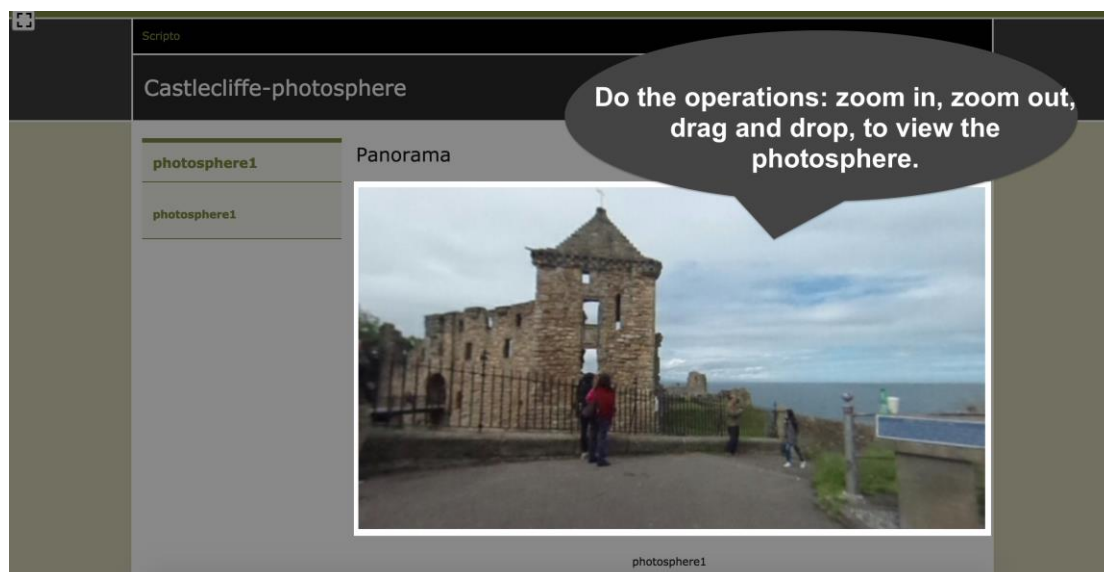 Scripto
Castlecliffe-photosphere
Do the operations: zoom in, zoom out,
drag and drop, to view the
photosphere.
photosphere1
photosphere1
Panorama
photosphere1